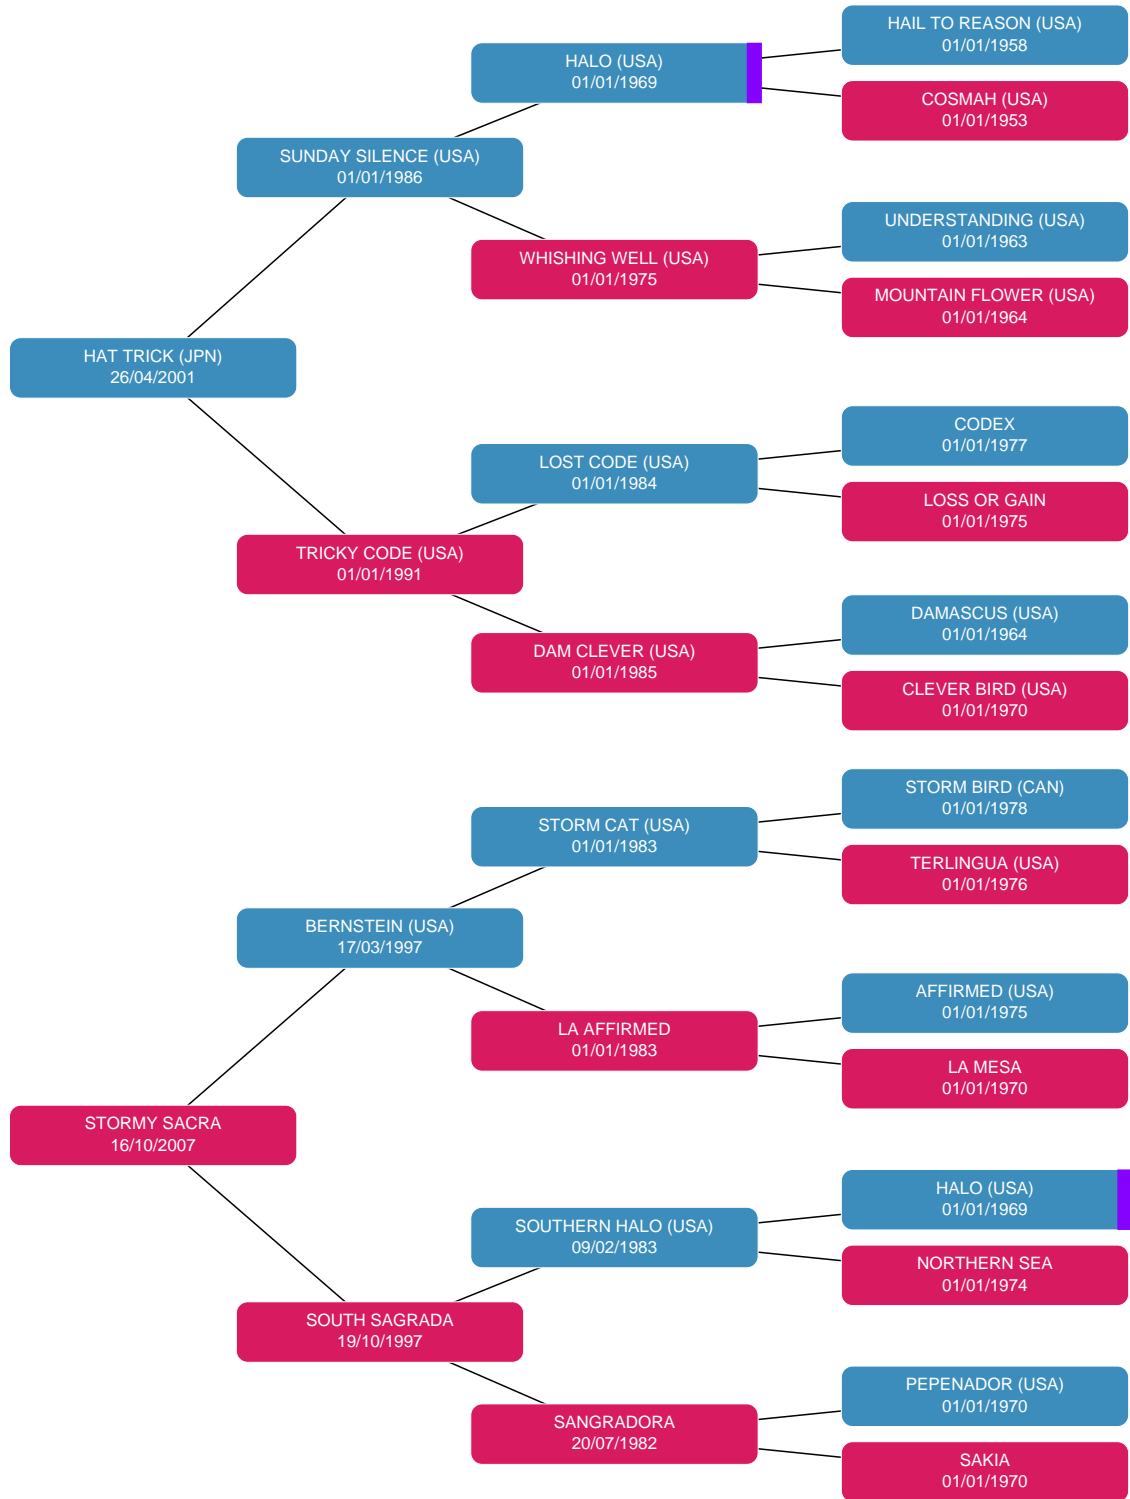 HAIL TO REASON (USA)
01/01/1958
HALO (USA)
01/01/1969
COSMAH (USA)
01/01/1953
SUNDAY SILENCE (USA)
01/01/1986
UNDERSTANDING (USA)
01/01/1963
WHISHING WELL (USA)
01/01/1975
MOUNTAIN FLOWER (USA)
01/01/1964
HAT TRICK (JPN)
26/04/2001
CODEX
01/01/1977
LOST CODE (USA)
01/01/1984
LOSS OR GAIN
01/01/1975
TRICKY CODE (USA)
01/01/1991
DAMASCUS (USA)
01/01/1964
DAM CLEVER (USA)
01/01/1985
CLEVER BIRD (USA)
01/01/1970
STORM BIRD (CAN)
01/01/1978
STORM CAT (USA)
01/01/1983
TERLINGUA (USA)
01/01/1976
BERNSTEIN (USA)
17/03/1997
AFFIRMED (USA)
01/01/1975
LA AFFIRMED
01/01/1983
LA MESA
01/01/1970
STORMY SACRA
16/10/2007
HALO (USA)
01/01/1969
SOUTHERN HALO (USA)
09/02/1983
NORTHERN SEA
01/01/1974
SOUTH SAGRADA
19/10/1997
PEPENADOR (USA)
01/01/1970
SANGRADORA
20/07/1982
SAKIA
01/01/1970